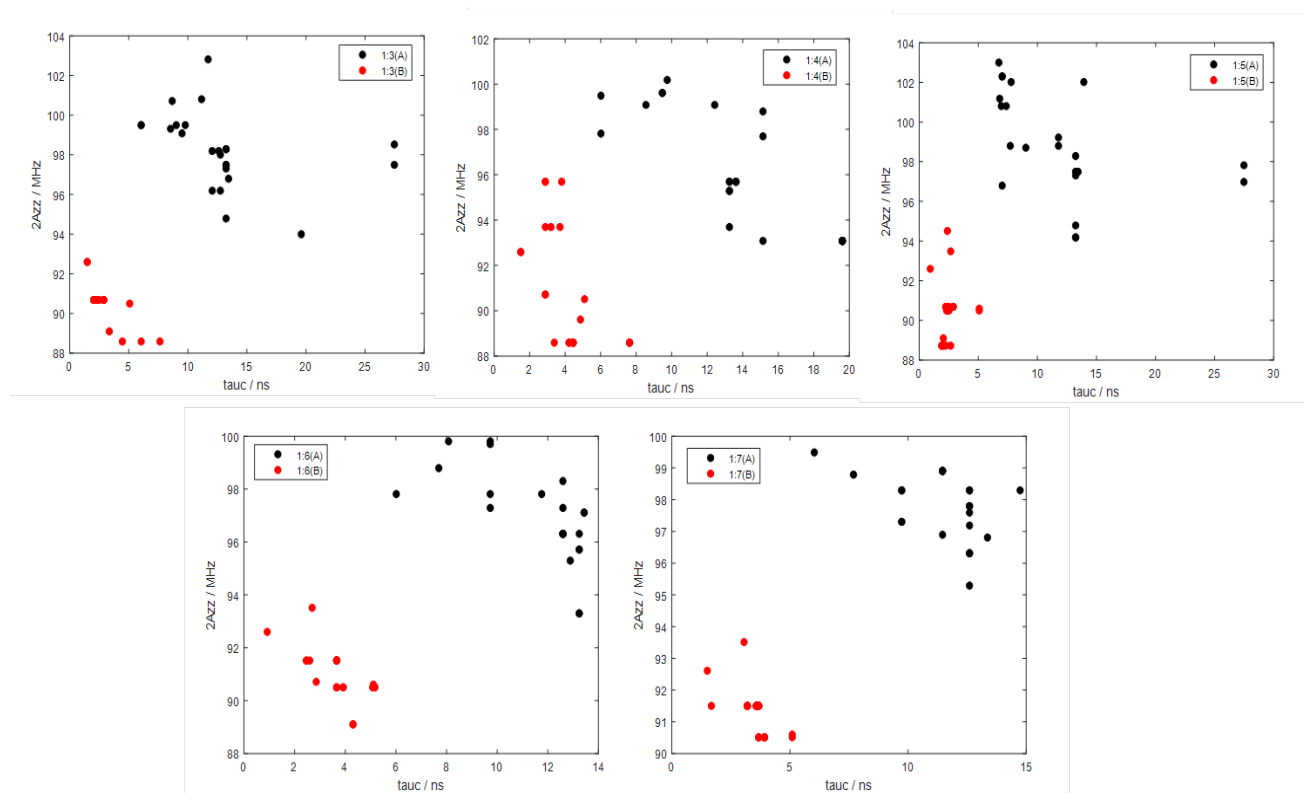 104
102
100
98
96
94
92
90
88
2Azz / MHz
0 5 10 15 20 25 30
tauc / ns
1:3(A)
1:3(B)
102
100
98
96
94
92
90
88
86
2Azz / MHz
0 2 4 6 8 10 12 14 16 18 20
tauc / ns
1:4(A)
1:4(B)
104
102
100
98
96
94
92
90
88
2Azz / MHz
0 5 10 15 20 25 30
tauc / ns
1:5(A)
1:5(B)
100
98
96
94
92
90
88
2Azz / MHz
0 2 4 6 8 10 12 14
tauc / ns
1:6(A)
1:6(B)
100
99
98
97
96
95
94
93
92
91
90
2Azz / MHz
0 5 10 15
tauc / ns
1:7(A)
1:7(B)